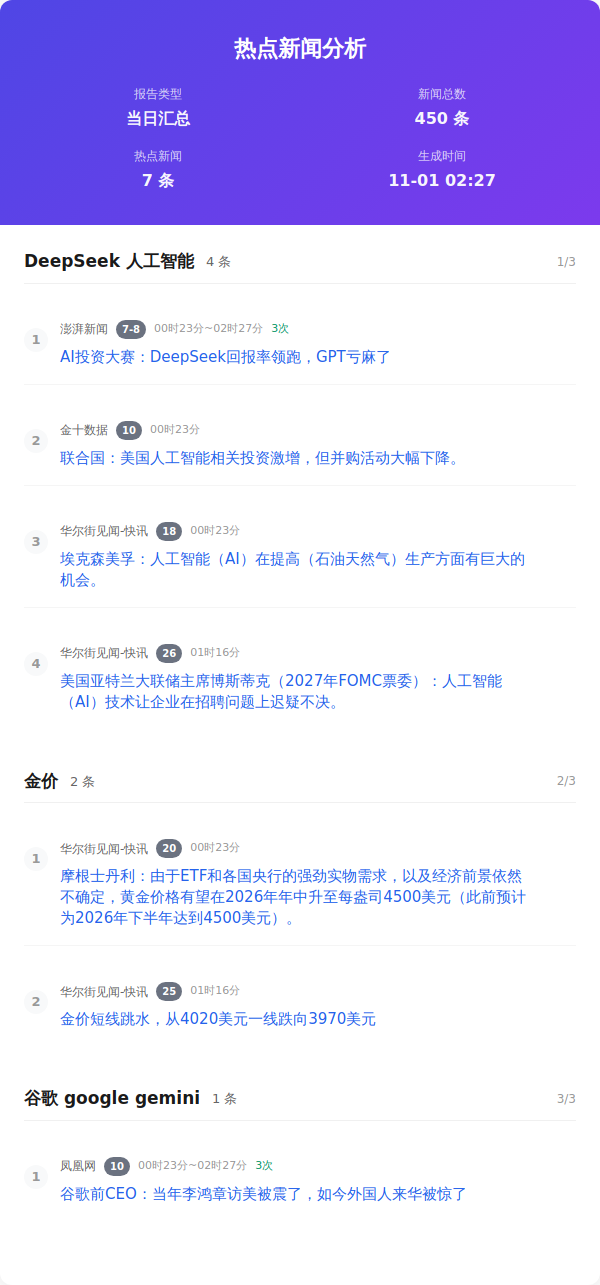 热点新闻分析
报告类型
新闻总数
当日汇总
450 条
热点新闻
生成时间
7 条
11-01 02:27
DeepSeek 人工智能 4 条 1/3
1
澎湃新闻 7-8 00时23分~02时27分 3次
AI投资大赛：DeepSeek回报率领跑，GPT亏麻了
2
金十数据 10 00时23分
联合国：美国人工智能相关投资激增，但并购活动大幅下降。
3
华尔街见闻-快讯 18 00时23分
埃克森美孚：人工智能（AI）在提高（石油天然气）生产方面有巨大的
机会。
4
华尔街见闻-快讯 26 01时16分
美国亚特兰大联储主席博斯蒂克（2027年FOMC票委）：人工智能
（AI）技术让企业在招聘问题上迟疑不决。
金价 2 条 2/3
1
华尔街见闻-快讯 20 00时23分
摩根士丹利：由于ETF和各国央行的强劲实物需求，以及经济前景依然
不确定，黄金价格有望在2026年年中升至每盎司4500美元（此前预计
为2026年下半年达到4500美元）。
2
华尔街见闻-快讯 25 01时16分
金价短线跳水，从4020美元一线跌向3970美元
谷歌 google gemini 1 条 3/3
1
凤凰网 10 00时23分~02时27分 3次
谷歌前CEO：当年李鸿章访美被震了，如今外国人来华被惊了